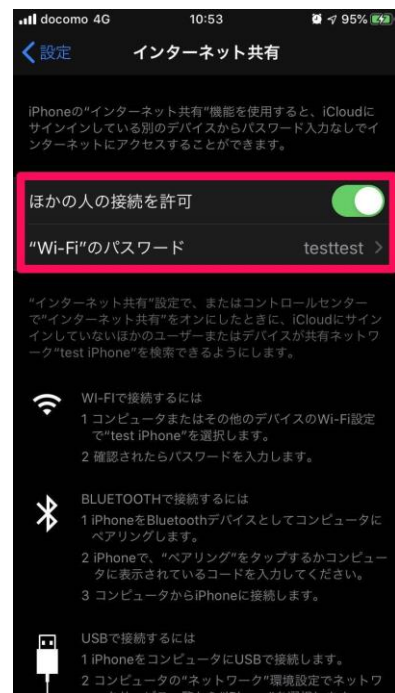 docomo 4G 10:53 95%
設定 インターネット共有
iPhoneの"インターネット共有"機能を使用すると、iCloudに
サインインしている別のデバイスからパスワード入力なしでイ
ンターネットにアクセスすることができます。
ほかの人の接続を許可
"Wi-Fi"のパスワード testtest
"インターネット共有"設定で、またはコントロールセンター
で"インターネット共有"をオンにしたときに、iCloudにサイン
インしていないほかのユーザーまたはデバイスが共有ネットワ
ーク"test iPhone"を検索できるようにします。
WI-FIで接続するには
1 コンピュータまたはその他のデバイスのWi-Fi設定
で"test iPhone"を選択します。
2 確認されたらパスワードを入力します。
BLUETOOTHで接続するには
1 iPhoneをBluetoothデバイスとしてコンピュータに
ペアリングします。
2 iPhoneで、"ペアリング"をタップするかコンピュー
タに表示されているコードを入力してください。
3 コンピュータからiPhoneに接続します。
USBで接続するには
1 iPhoneをコンピュータにUSBで接続します。
2 コンピュータの"ネットワーク"環境設定でネットワ